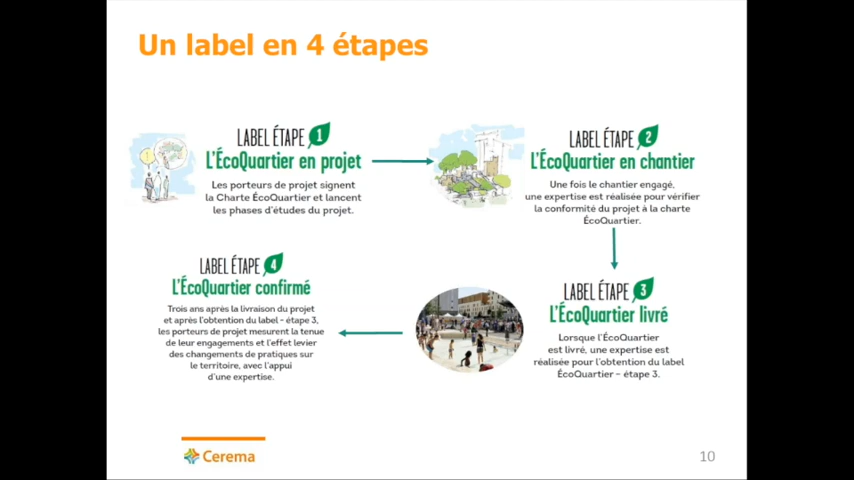 Un label en 4 étapes
LABEL ÉTAPE 1
L'ÉcoQuartier en projet
Les porteurs de projet signent
la Charte ÉcoQuartier et lancent
les phases d'études du projet.
LABEL ÉTAPE 2
L'ÉcoQuartier en chantier
Une fois le chantier engagé,
une expertise est réalisée pour vérifier
la conformité du projet à la charte
ÉcoQuartier.
LABEL ÉTAPE 3
L'ÉcoQuartier livré
Lorsque l'ÉcoQuartier
est livré, une expertise est
réalisée pour l'obtention du label
ÉcoQuartier – étape 3.
LABEL ÉTAPE 4
L'ÉcoQuartier confirmé
Trois ans après la livraison du projet
et après l'obtention du label – étape 3,
les porteurs de projet mesurent la tenue
de leur engagements et l'effet levier
des changements de pratiques sur
le territoire, avec l'appui
d'une expertise.
Cerema
10